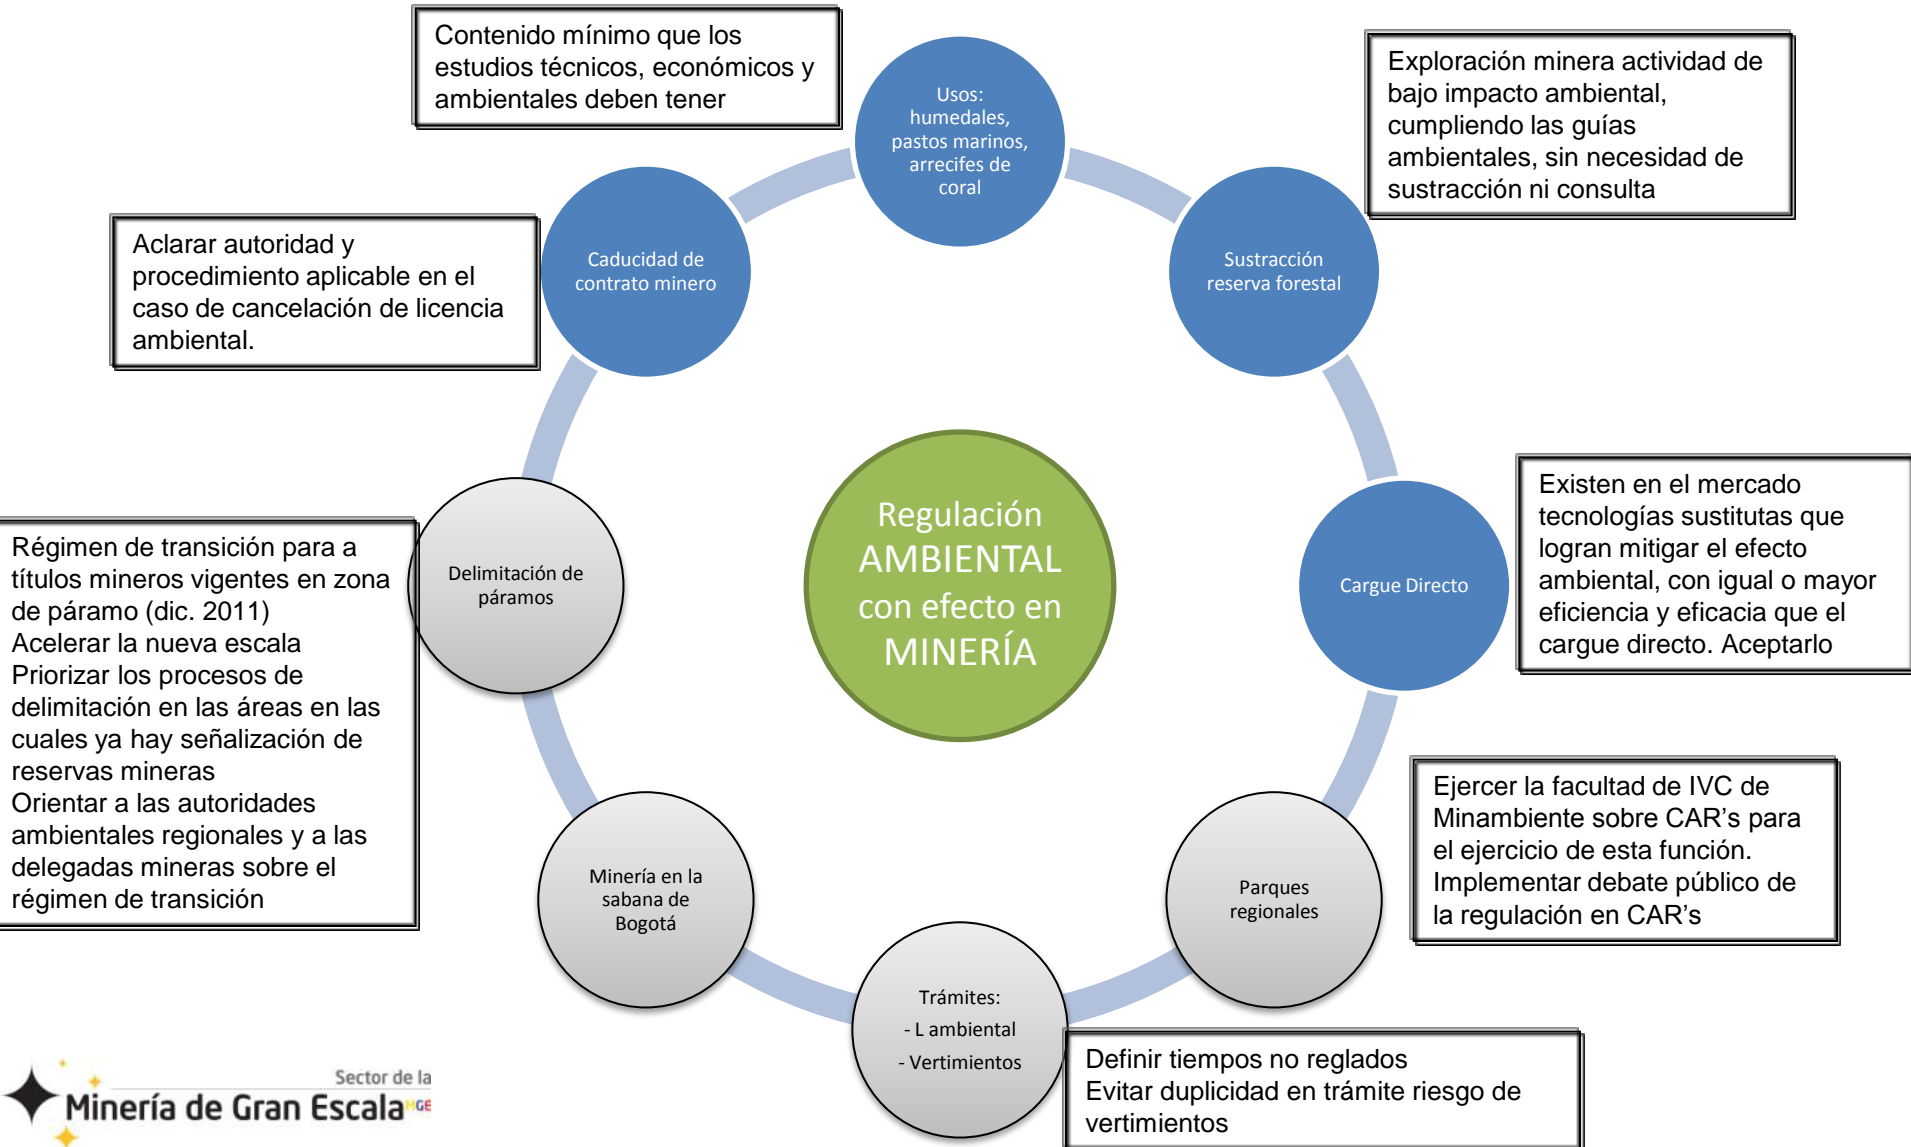 Contenido mínimo que los
estudios técnicos, económicos y
ambientales deben tener
Usos:
humedales,
pastos marinos,
arrecifes de
coral
Exploración minera actividad de
bajo impacto ambiental,
cumpliendo las guías
ambientales, sin necesidad de
sustracción ni consulta
Aclarar autoridad y
procedimiento aplicable en el
caso de cancelación de licencia
ambiental.
Caducidad de
contrato minero
Sustracción
reserva forestal
Regulación
AMBIENTAL
con efecto en
MINERÍA
Existen en el mercado
tecnologías sustitutas que
logran mitigar el efecto
ambiental, con igual o mayor
eficiencia y eficacia que el
cargue directo. Aceptarlo
Cargue Directo
Régimen de transición para a
títulos mineros vigentes en zona
de páramo (dic. 2011)
Acelerar la nueva escala
Priorizar los procesos de
delimitación en las áreas en las
cuales ya hay señalización de
reservas mineras
Orientar a las autoridades
ambientales regionales y a las
delegadas mineras sobre el
régimen de transición
Delimitación de
páramos
Ejercer la facultad de IVC de
Minambiente sobre CAR’s para
el ejercicio de esta función.
Implementar debate público de
la regulación en CAR’s
Minería en la
sabana de
Bogotá
Parques
regionales
Trámites:
- L ambiental
- Vertimientos
Definir tiempos no reglados
Evitar duplicidad en trámite riesgo de
vertimientos
Sector de la
Minería de Gran Escala MGE